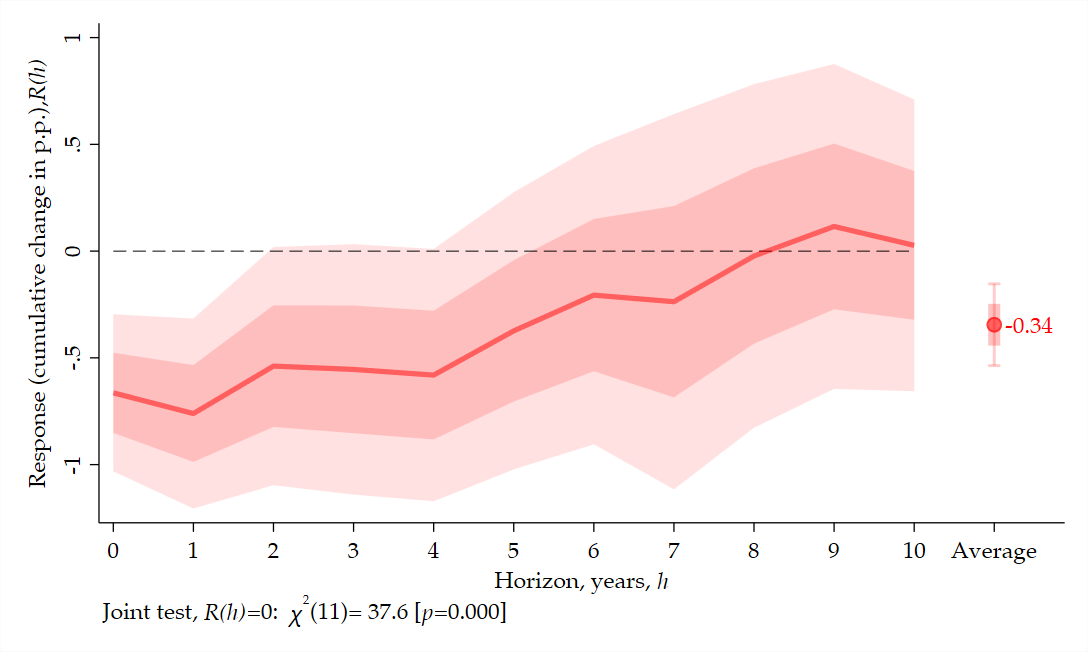 Response (cumulative change in p.p.),R(h)
1
.5
0
-.5
-1
-0.34
0 1 2 3 4 5 6 7 8 9 10 Average
Horizon, years, h
Joint test, R(h)=0: χ²(11)= 37.6 [p=0.000]